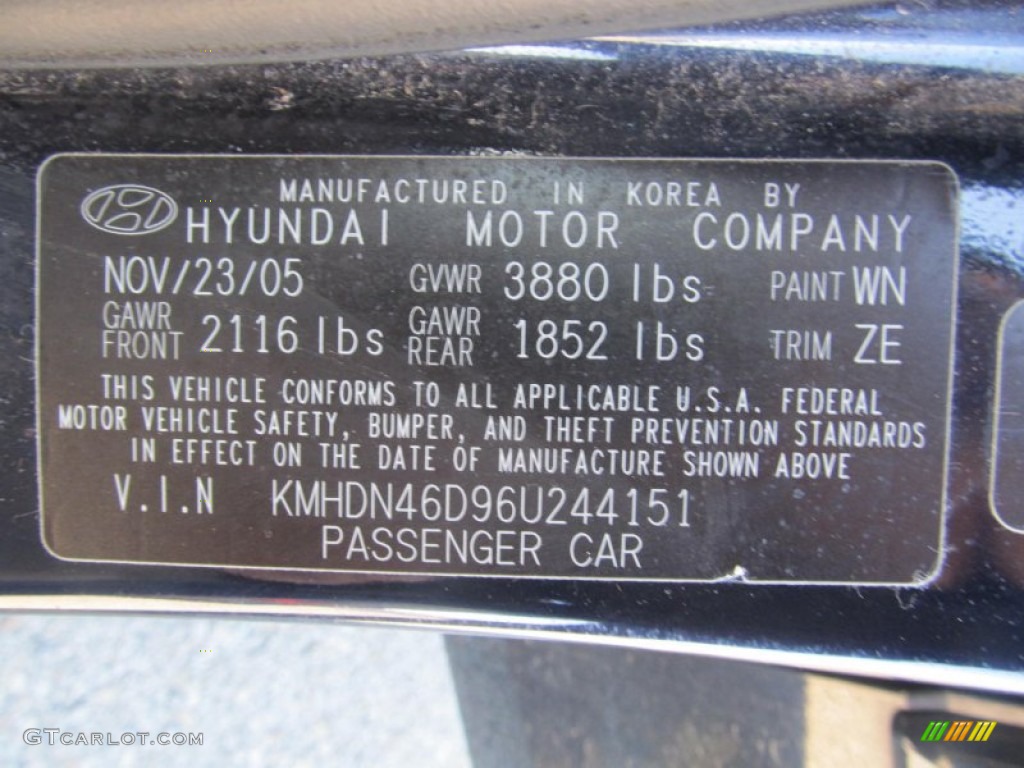 MANUFACTURED IN KOREA BY
HYUNDAI MOTOR COMPANY
NOV/23/05 GVWR 3880 lbs PAINT WN
GAWR FRONT 2116 lbs GAWR REAR 1852 lbs TRIM ZE
THIS VEHICLE CONFORMS TO ALL APPLICABLE U.S.A. FEDERAL
MOTOR VEHICLE SAFETY, BUMPER, AND THEFT PREVENTION STANDARDS
IN EFFECT ON THE DATE OF MANUFACTURE SHOWN ABOVE
V.I.N KMHDN46D96U244151
PASSENGER CAR
GTCARLOT.COM